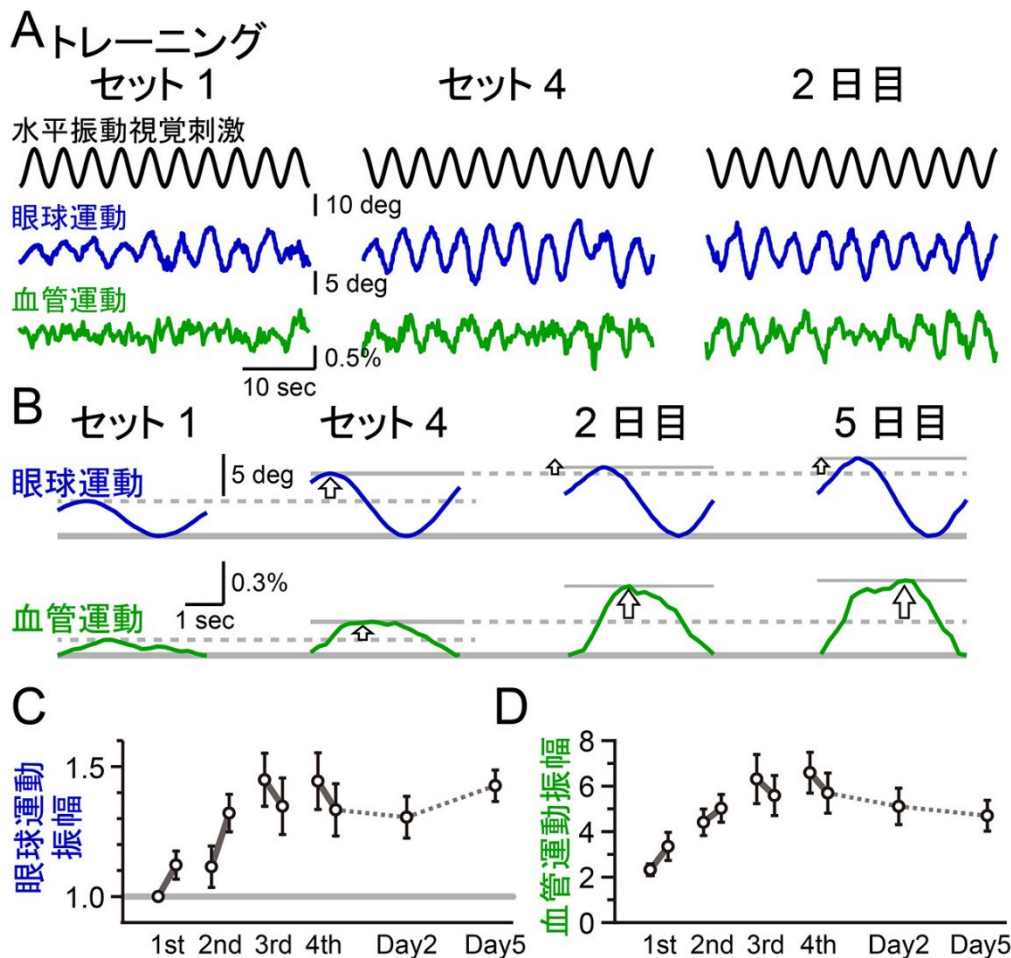 A トレーニング
セット 1 セット 4 2 日目
水平振動視覚刺激
10 deg
眼球運動
5 deg
血管運動
0.5%
10 sec
B セット 1 セット 4 2 日目 5 日目
眼球運動 5 deg
0.3%
血管運動 1 sec
C D
眼球運動
振幅
1.5
1.0
1st 2nd 3rd 4th Day2 Day5
血管運動振幅
8
6
4
2
0
1st 2nd 3rd 4th Day2 Day5